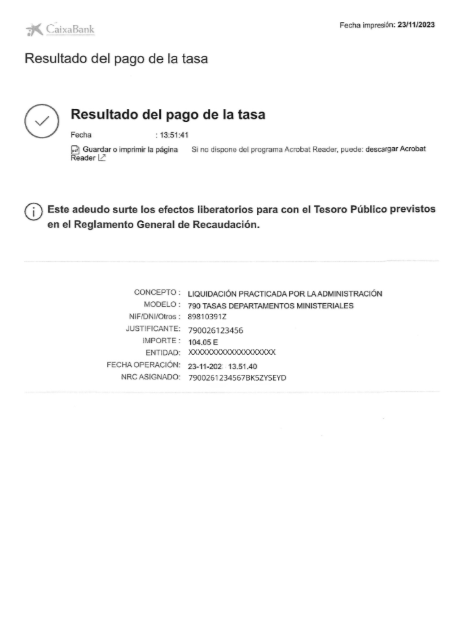 CaixaBank
Fecha impresión: 23/11/2023
Resultado del pago de la tasa
Resultado del pago de la tasa
Fecha : 13:51:41
Guardar o imprimir la página Si no dispone del programa Acrobat Reader, puede: descargar Acrobat
Reader
Este adeudo surte los efectos liberatorios para con el Tesoro Público previstos
en el Reglamento General de Recaudación.
CONCEPTO : LIQUIDACIÓN PRACTICADA POR LA ADMINISTRACIÓN
MODELO : 790 TASAS DEPARTAMENTOS MINISTERIALES
NIF/DNI/Otros : 89810391Z
JUSTIFICANTE: 790026123456
IMPORTE : 104.05 E
ENTIDAD: XXXXXXXXXXXXXXXXXXX
FECHA OPERACIÓN: 23-11-202 13.51.40
NRC ASIGNADO: 7900261234567BKSZYSEYD